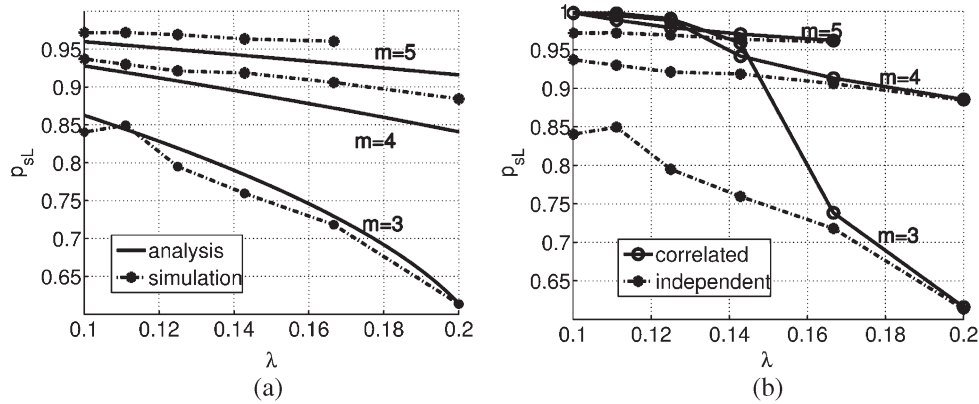 0.95
0.9
0.85
0.8
0.75
0.7
0.65
p_sL
m=5
m=4
m=3
analysis
simulation
0.1 0.12 0.14 0.16 0.18 0.2
λ
(a)
1
0.95
0.9
0.85
0.8
0.75
0.7
0.65
p_sL
m=5
m=4
m=3
correlated
independent
0.1 0.12 0.14 0.16 0.18 0.2
λ
(b)